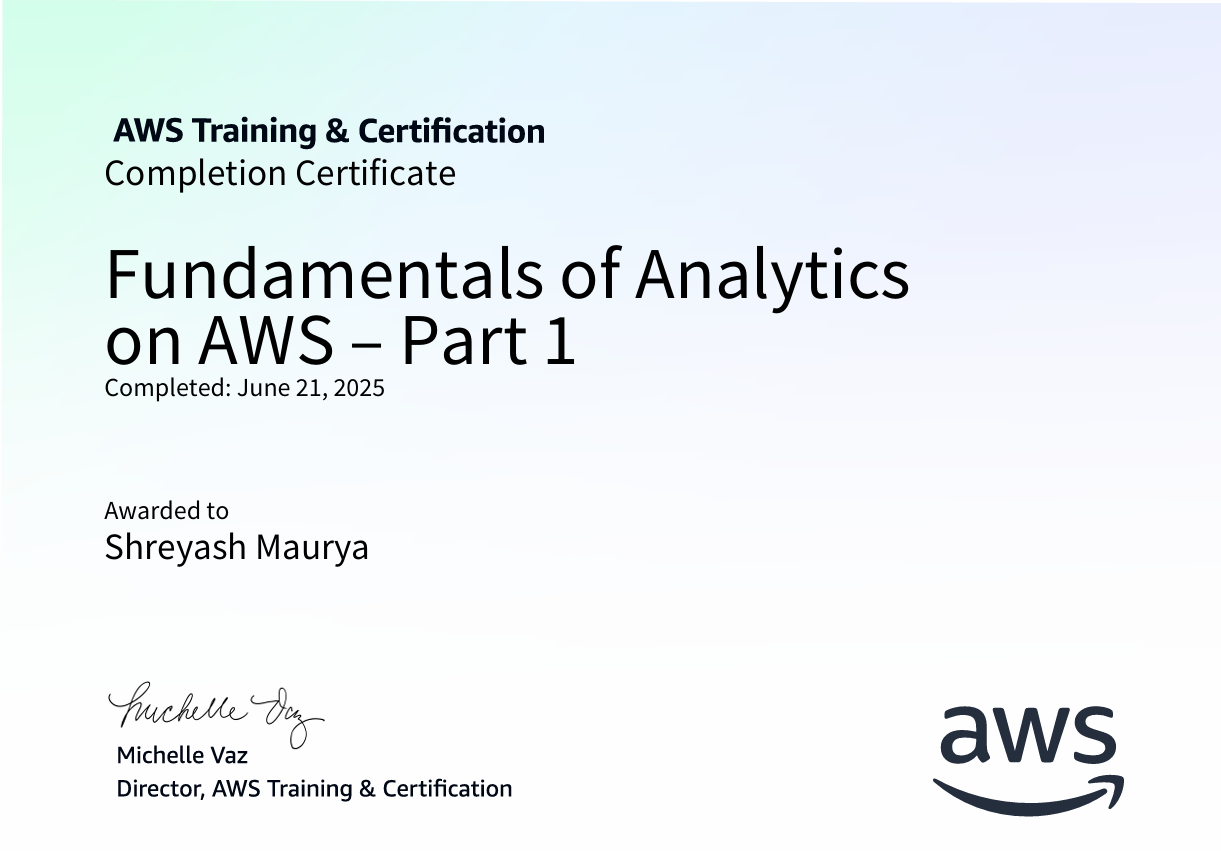 AWS Training & Certification
Completion Certificate
Fundamentals of Analytics
on AWS – Part 1
Completed: June 21, 2025
Awarded to
Shreyash Maurya
Michelle Vaz
Michelle Vaz
Director, AWS Training & Certification
aws